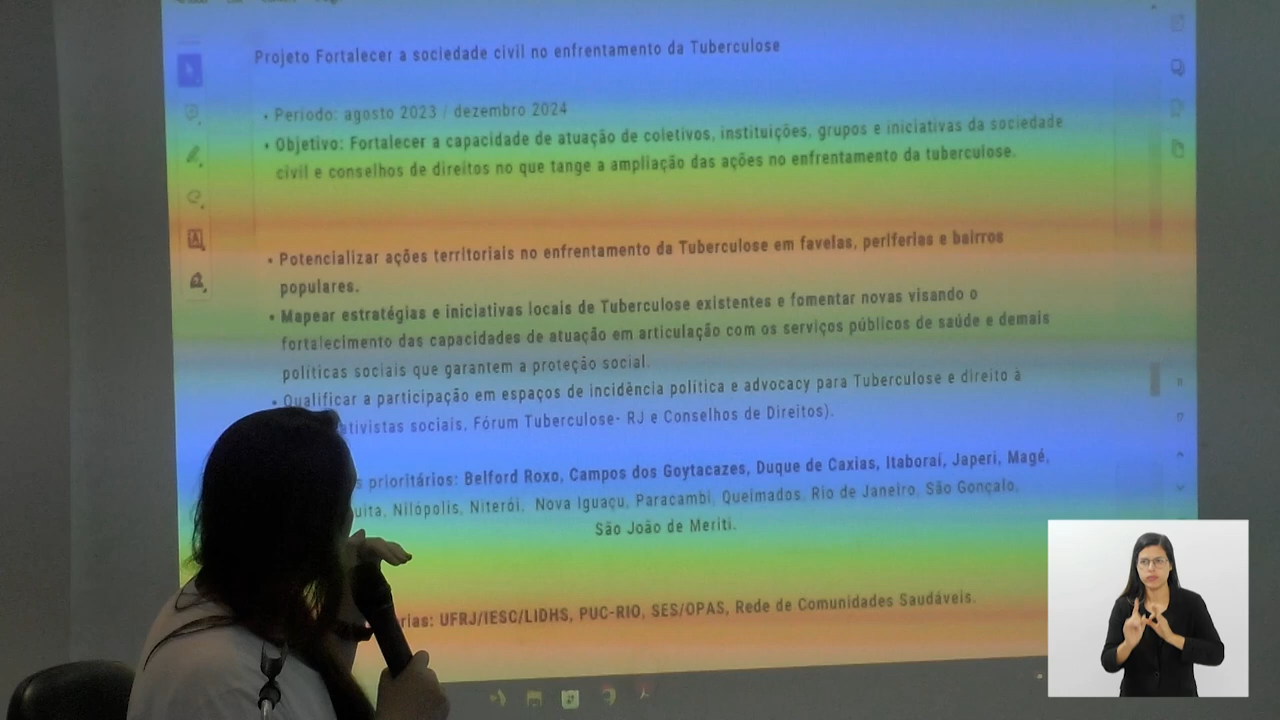 Projeto Fortalecer a sociedade civil no enfrentamento da Tuberculose
• Período: agosto 2023 / dezembro 2024
• Objetivo: Fortalecer a capacidade de atuação de coletivos, instituições, grupos e iniciativas da sociedade
civil e conselhos de direitos no que tange a ampliação das ações no enfrentamento da tuberculose.
• Potencializar ações territoriais no enfrentamento da Tuberculose em favelas, periferias e bairros
populares.
• Mapear estratégias e iniciativas locais de Tuberculose existentes e fomentar novas visando o
fortalecimento das capacidades de atuação em articulação com os serviços públicos de saúde e demais
políticas sociais que garantem a proteção social.
• Qualificar a participação em espaços de incidência política e advocacy para Tuberculose e direito à
ativistas sociais, Fórum Tuberculose- RJ e Conselhos de Direitos).
s prioritários: Belford Roxo, Campos dos Goytacazes, Duque de Caxias, Itaboraí, Japeri, Magé,
uita, Nilópolis, Niterói, Nova Iguaçu, Paracambi, Queimados, Rio de Janeiro, São Gonçalo,
São João de Meriti.
rias: UFRJ/IESC/LIDHS, PUC-RIO, SES/OPAS, Rede de Comunidades Saudáveis.